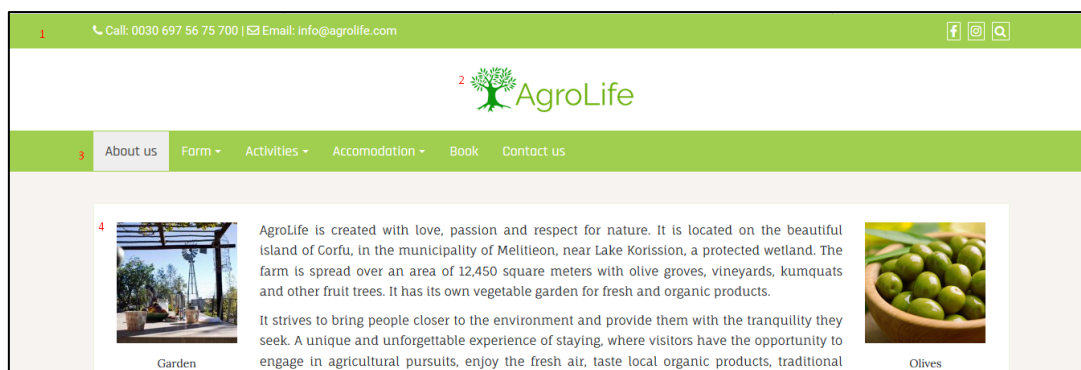 1
Call: 0030 697 56 75 700 | Email: info@agrolife.com
2
AgroLife
3
About us Farm Activities Accomodation Book Contact us
4
AgroLife is created with love, passion and respect for nature. It is located on the beautiful
island of Corfu, in the municipality of Melitieon, near Lake Korission, a protected wetland. The
farm is spread over an area of 12,450 square meters with olive groves, vineyards, kumquats
and other fruit trees. It has its own vegetable garden for fresh and organic products.
It strives to bring people closer to the environment and provide them with the tranquility they
seek. A unique and unforgettable experience of staying, where visitors have the opportunity to
engage in agricultural pursuits, enjoy the fresh air, taste local organic products, traditional
Garden
Olives